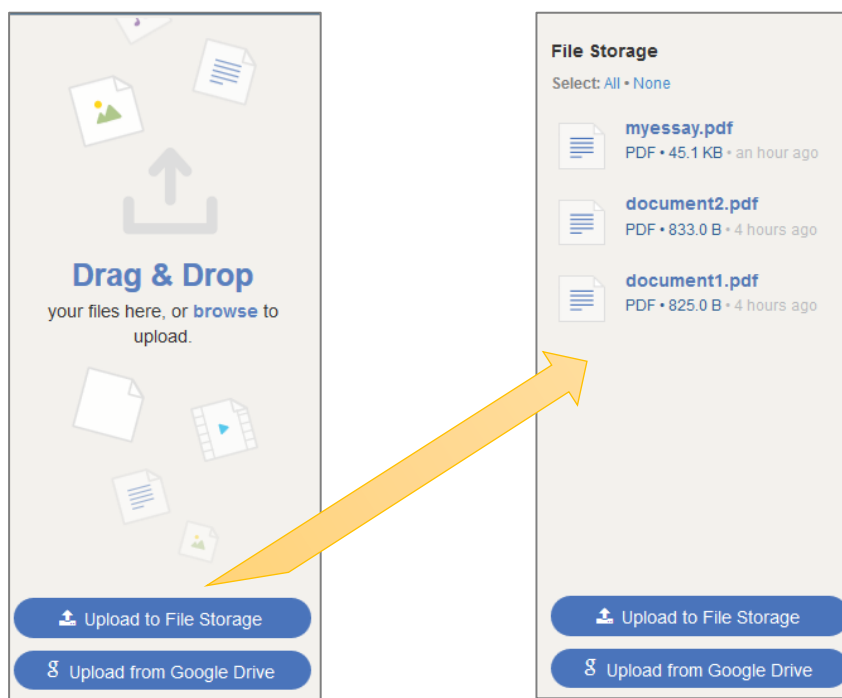 Drag & Drop
your files here, or browse to
upload.
Upload to File Storage
g Upload from Google Drive
File Storage
Select: All • None
myessay.pdf
PDF • 45.1 KB • an hour ago
document2.pdf
PDF • 833.0 B • 4 hours ago
document1.pdf
PDF • 825.0 B • 4 hours ago
Upload to File Storage
g Upload from Google Drive